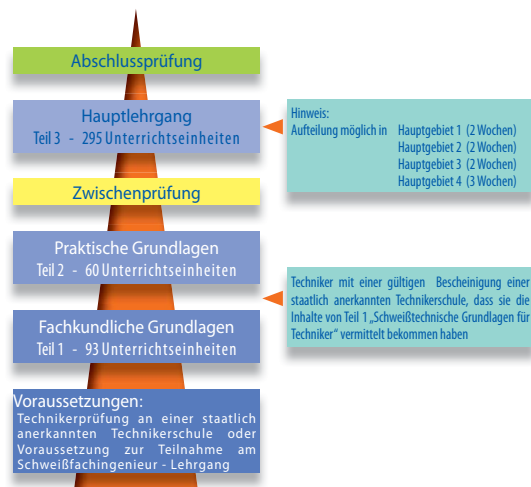 Abschlussprüfung
Hauptlehrgang
Teil 3 - 295 Unterrichtseinheiten
Hinweis:
Aufteilung möglich in Hauptgebiet 1 (2 Wochen)
Hauptgebiet 2 (2 Wochen)
Hauptgebiet 3 (2 Wochen)
Hauptgebiet 4 (3 Wochen)
Zwischenprüfung
Praktische Grundlagen
Teil 2 - 60 Unterrichtseinheiten
Techniker mit einer gültigen Bescheinigung einer
staatlich anerkannten Technikerschule, dass sie die
Inhalte von Teil 1 „Schweißtechnische Grundlagen für
Techniker“ vermittelt bekommen haben
Fachkundliche Grundlagen
Teil 1 - 93 Unterrichtseinheiten
Voraussetzungen:
Technikerprüfung an einer staatlich
anerkannten Technikerschule oder
Voraussetzung zur Teilnahme am
Schweißfachingenieur - Lehrgang